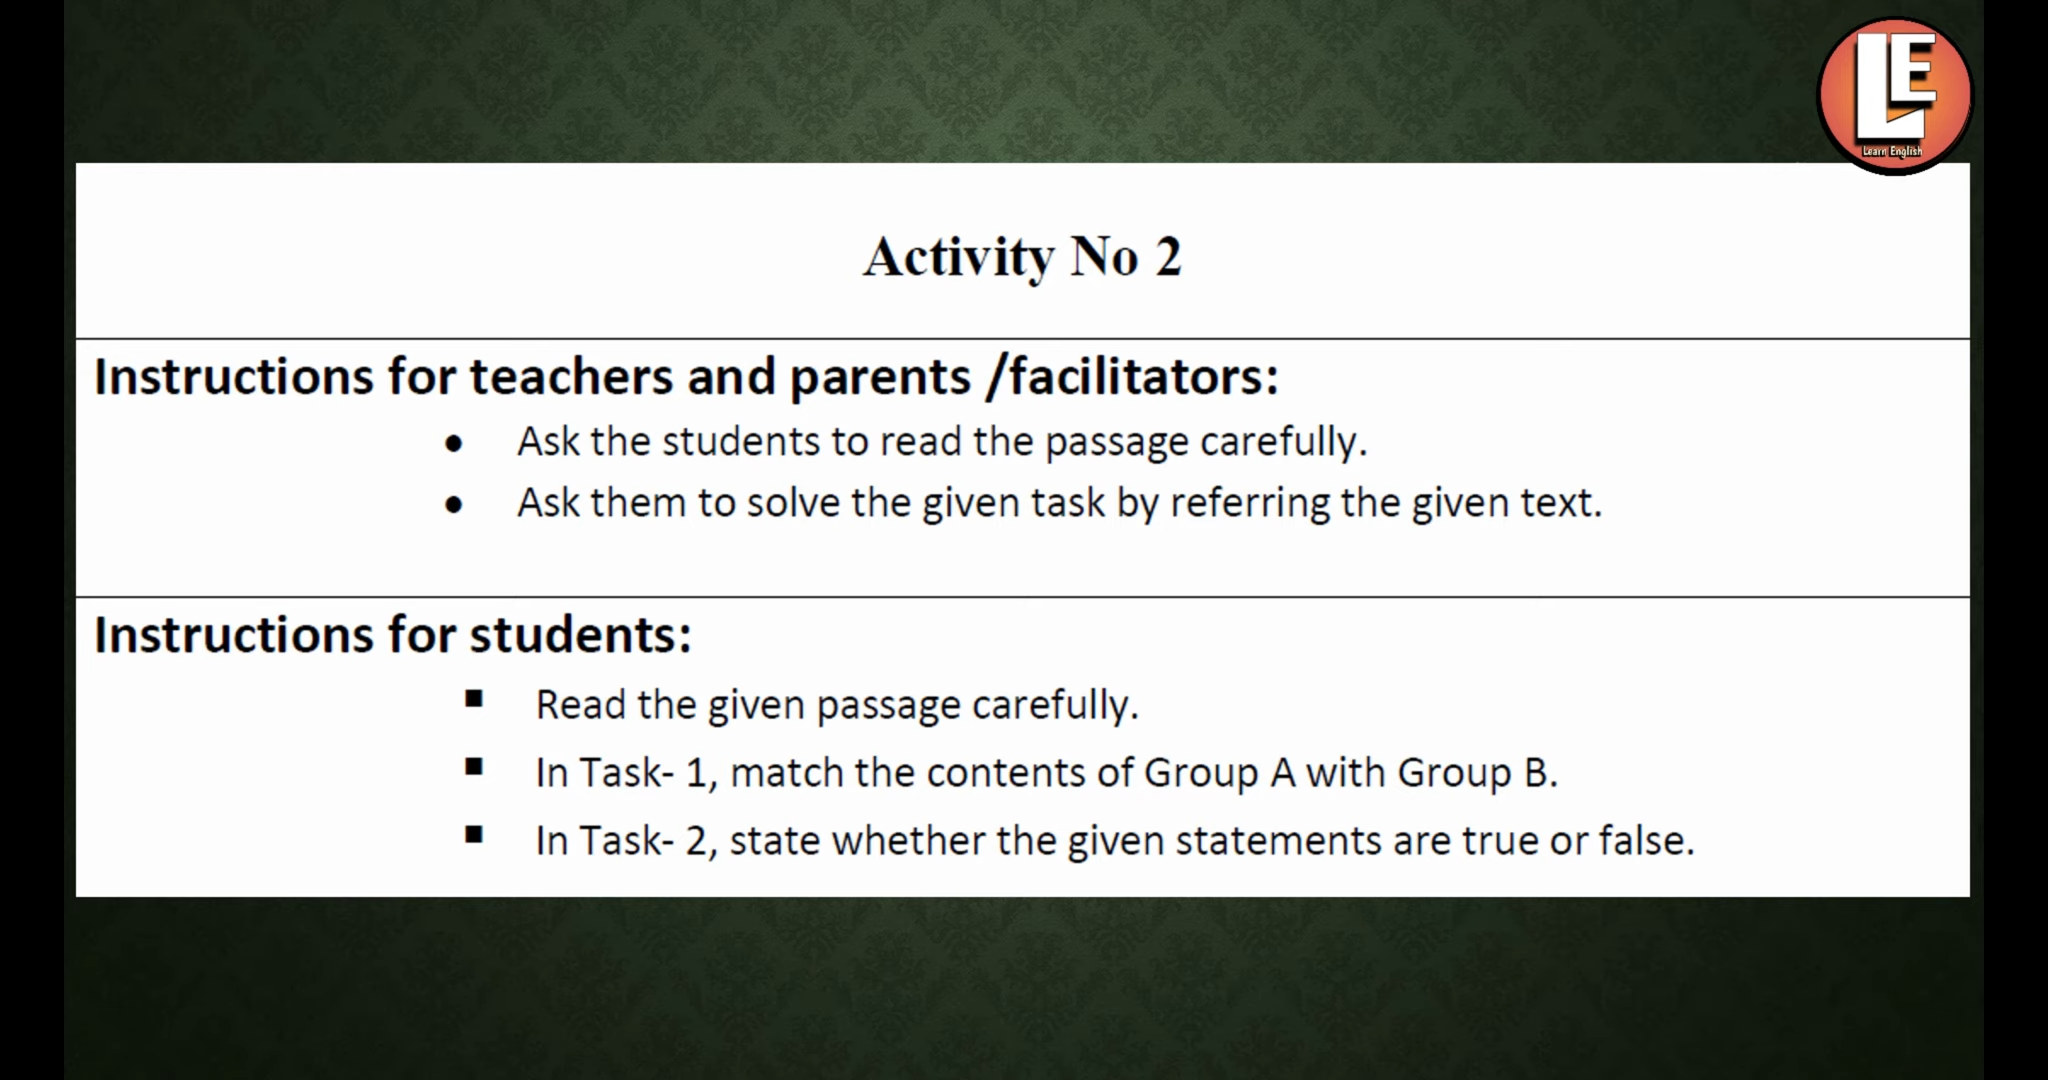 LE
Learn English
Activity No 2
Instructions for teachers and parents /facilitators:
• Ask the students to read the passage carefully.
• Ask them to solve the given task by referring the given text.
Instructions for students:
▪ Read the given passage carefully.
▪ In Task- 1, match the contents of Group A with Group B.
▪ In Task- 2, state whether the given statements are true or false.